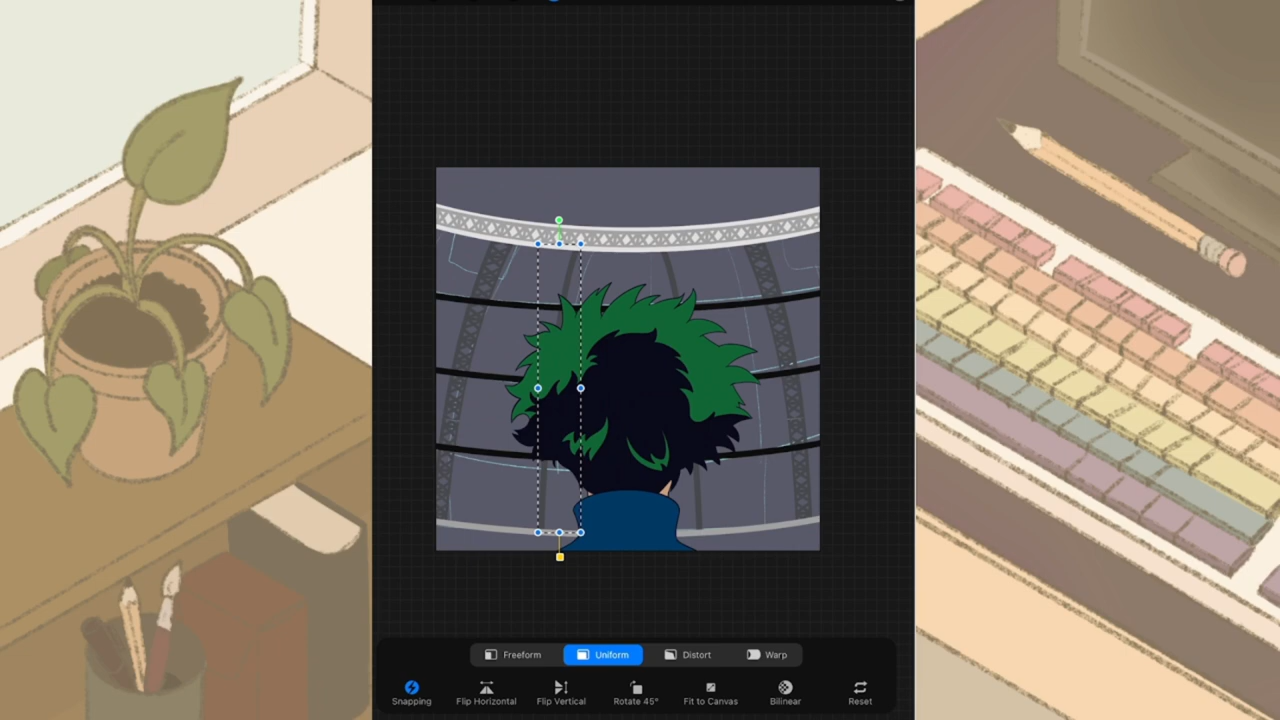 Freeform Uniform Distort Warp
Snapping Flip Horizontal Flip Vertical Rotate 45° Fit to Canvas Bilinear Reset